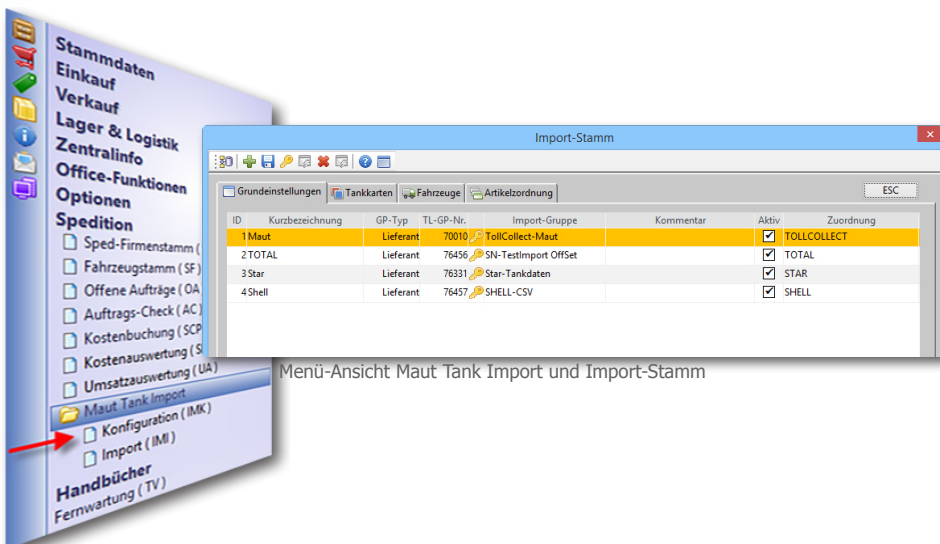 Stammdaten
Einkauf
Verkauf
Lager & Logistik
Zentralinfo
Office-Funktionen
Optionen
Spedition
Sped-Firmenstamm (
Fahrzeugstamm ( SF )
Offene Aufträge ( OA
Auftrags-Check ( AC )
Kostenbuchung ( SCP
Kostenauswertung (
Umsatzauswertung ( UA )
Maut Tank Import
Konfiguration ( IMK )
Import ( IMI )
Handbücher
Fernwartung ( TV )
Import-Stamm
Grundeinstellungen Tankkarten Fahrzeuge Artikelzordnung ESC
ID Kurzbezeichnung GP-Typ TL-GP-Nr. Import-Gruppe Kommentar Aktiv Zuordnung
1 Maut Lieferant 70010 TollCollect-Maut TOLLCOLLECT
2 TOTAL Lieferant 76456 SN-TestImport OffSet TOTAL
3 Star Lieferant 76331 Star-Tankdaten STAR
4 Shell Lieferant 76457 SHELL-CSV SHELL
Menü-Ansicht Maut Tank Import und Import-Stamm